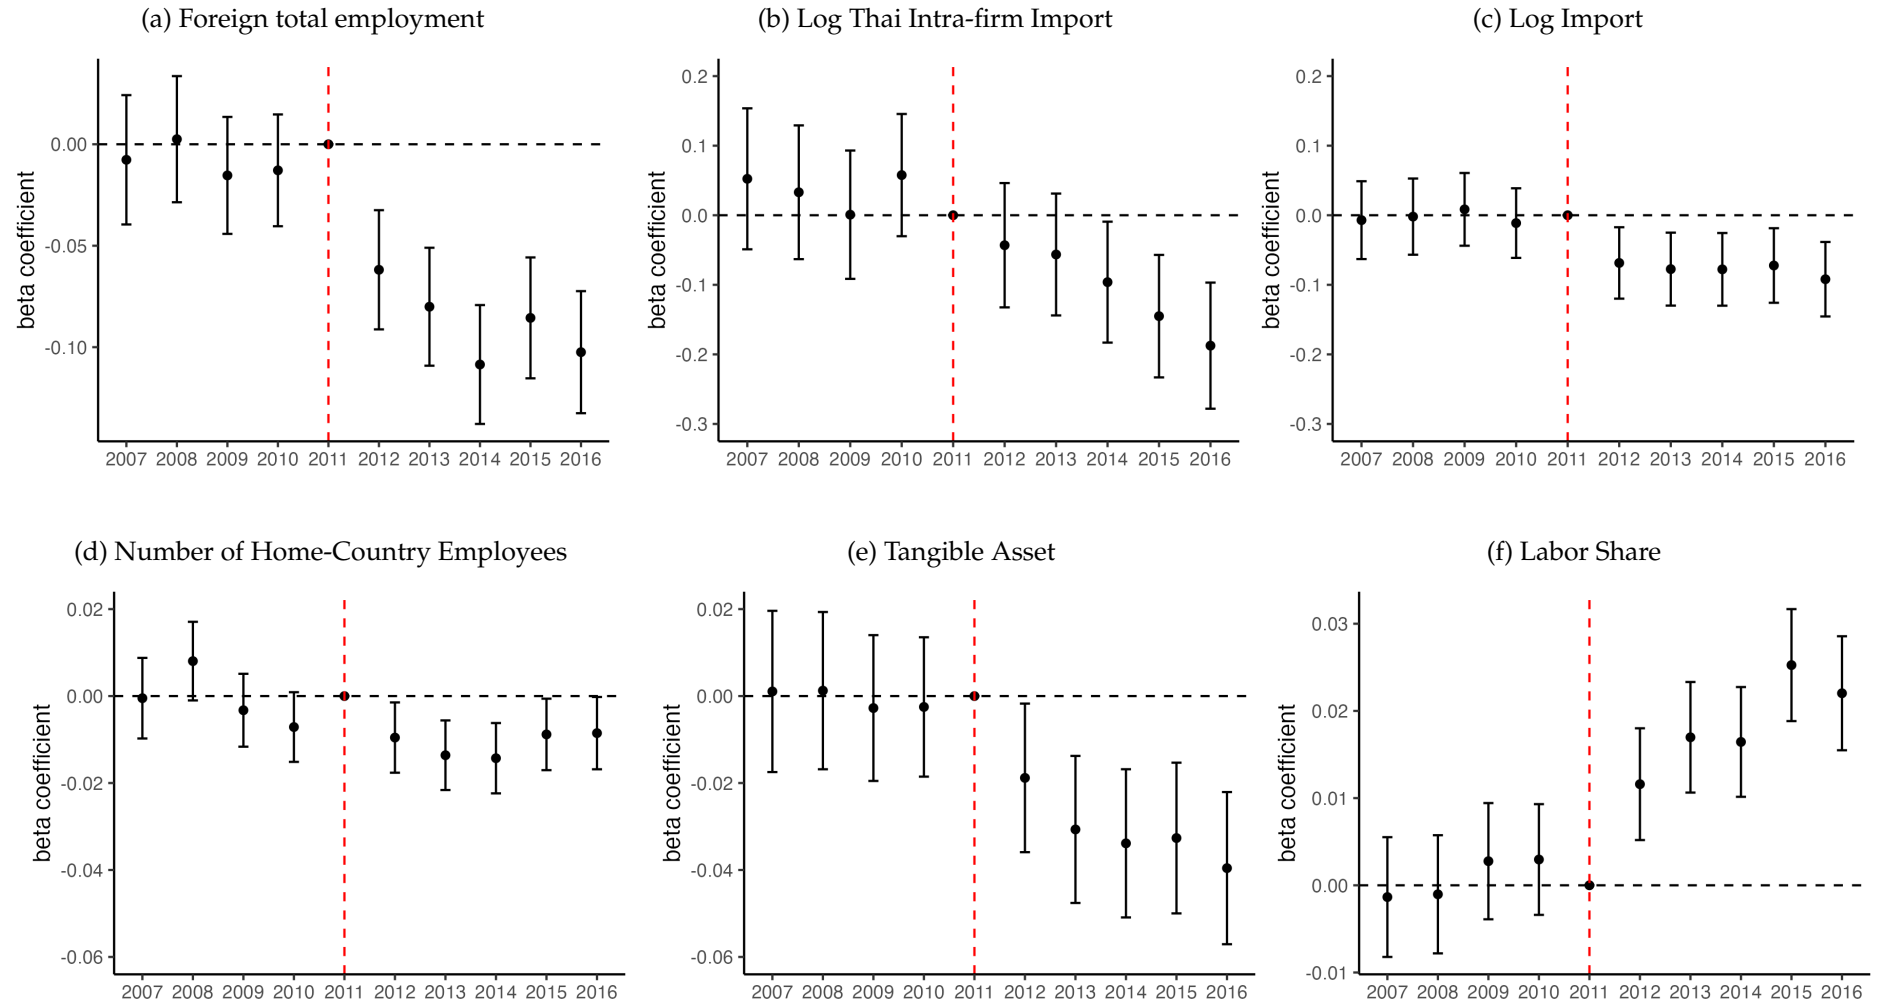 (a) Foreign total employment
0.00
-0.05
-0.10
beta coefficient
2007 2008 2009 2010 2011 2012 2013 2014 2015 2016
(b) Log Thai Intra-firm Import
0.2
0.1
0.0
-0.1
-0.2
-0.3
beta coefficient
2007 2008 2009 2010 2011 2012 2013 2014 2015 2016
(c) Log Import
0.2
0.1
0.0
-0.1
-0.2
-0.3
beta coefficient
2007 2008 2009 2010 2011 2012 2013 2014 2015 2016
(d) Number of Home-Country Employees
0.02
0.00
-0.02
-0.04
-0.06
beta coefficient
2007 2008 2009 2010 2011 2012 2013 2014 2015 2016
(e) Tangible Asset
0.02
0.00
-0.02
-0.04
-0.06
beta coefficient
2007 2008 2009 2010 2011 2012 2013 2014 2015 2016
(f) Labor Share
0.03
0.02
0.01
0.00
-0.01
beta coefficient
2007 2008 2009 2010 2011 2012 2013 2014 2015 2016